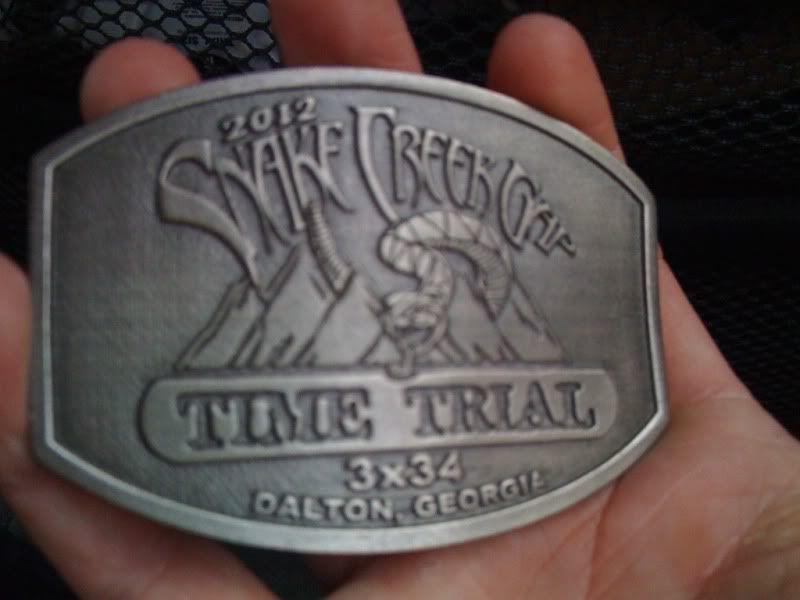 2012
SNAKE CREEK GAP
TIME TRIAL
3x34
DALTON, GEORGIA